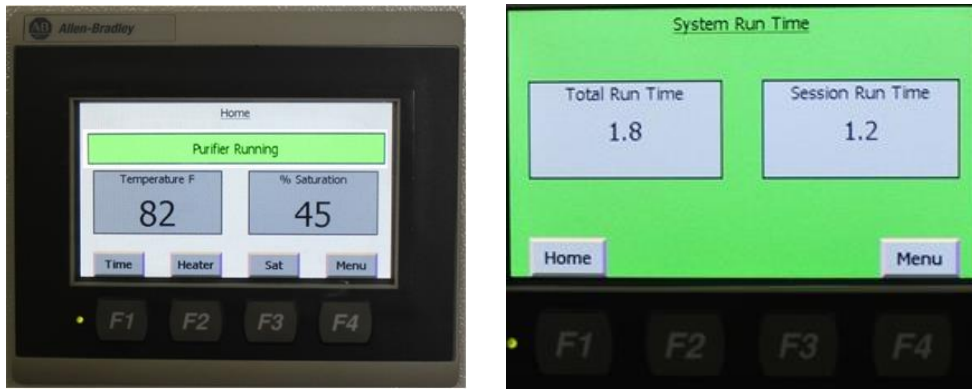 AB Allen-Bradley
Home
Purifier Running
Temperature F
% Saturation
82
45
Time
Heater
Sat
Menu
F1
F2
F3
F4
System Run Time
Total Run Time
Session Run Time
1.8
1.2
Home
Menu
F1
F2
F3
F4